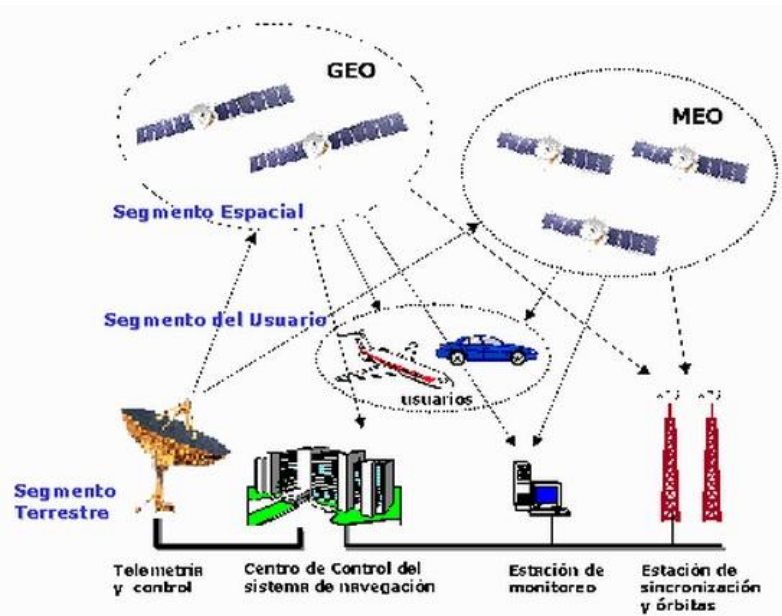 GEO
MEO
Segmento Espacial
Segmento del Usuario
usuarios
Segmento
Terrestre
Telemetria
y control
Centro de Control del
sistema de navegación
Estación de
monitoreo
Estación de
sincronización
y órbitas